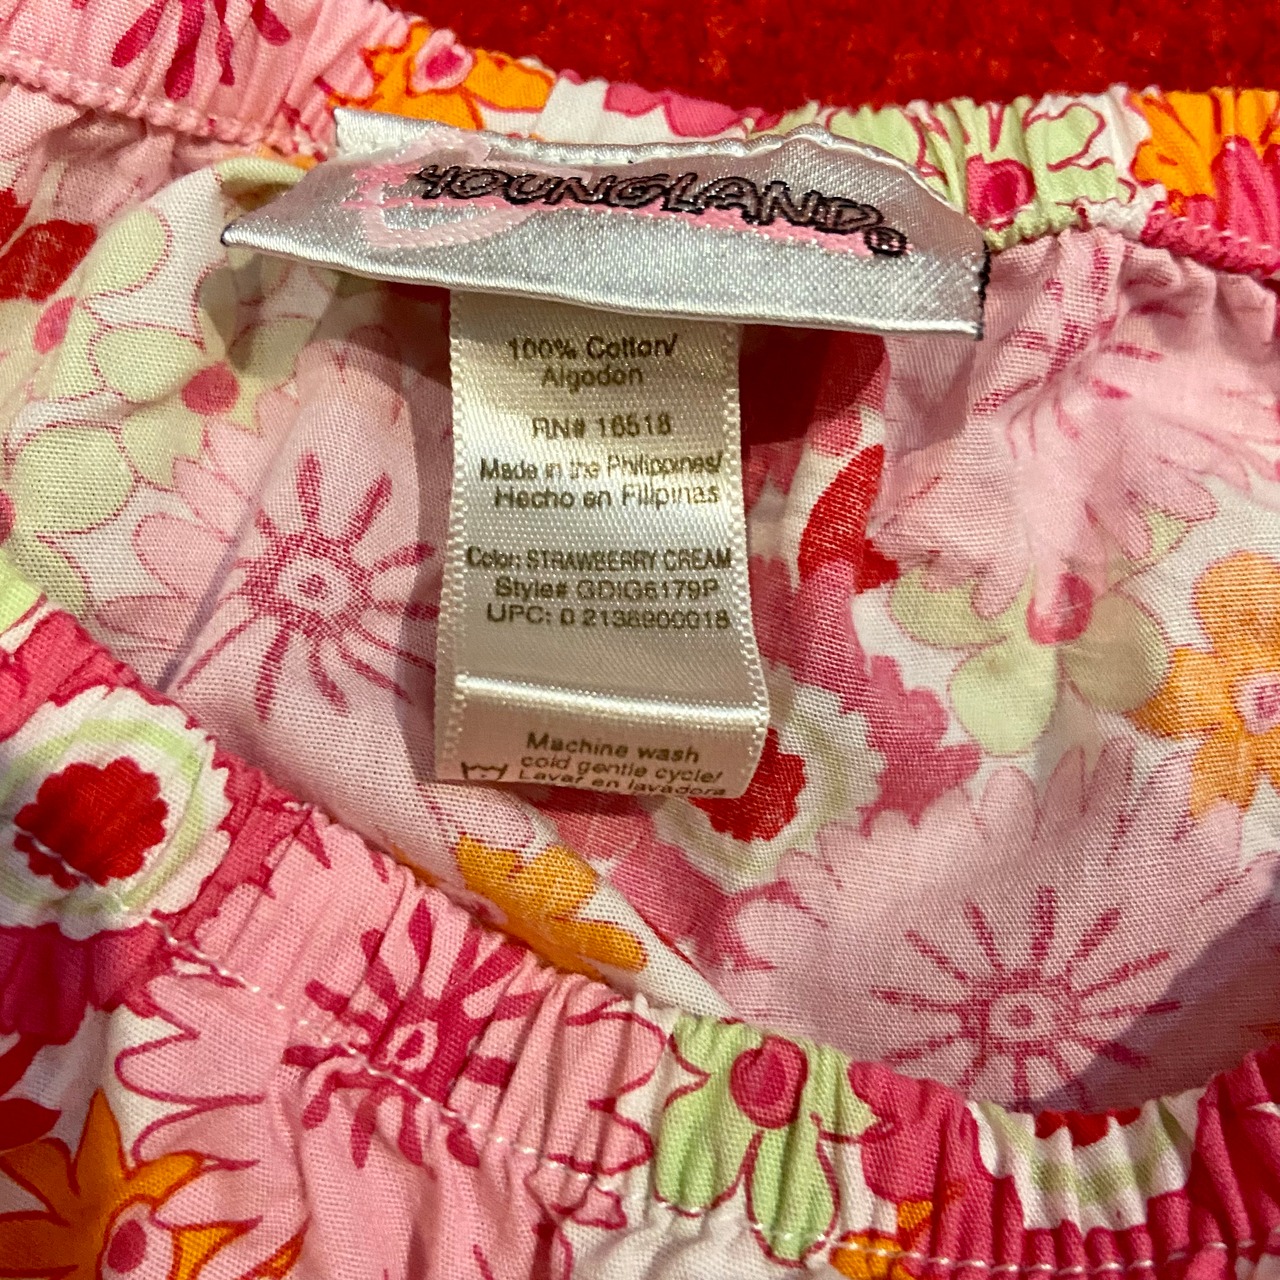 YOUNGLAND®
100% Cotton/
Algodon
RN# 16518
Made in the Philippines/
Hecho en Filipinas
Color: STRAWBERRY CREAM
Style# GDIG6179P
UPC: 0 2136900018
Machine wash
cold gentle cycle/
Lavar en lavadora